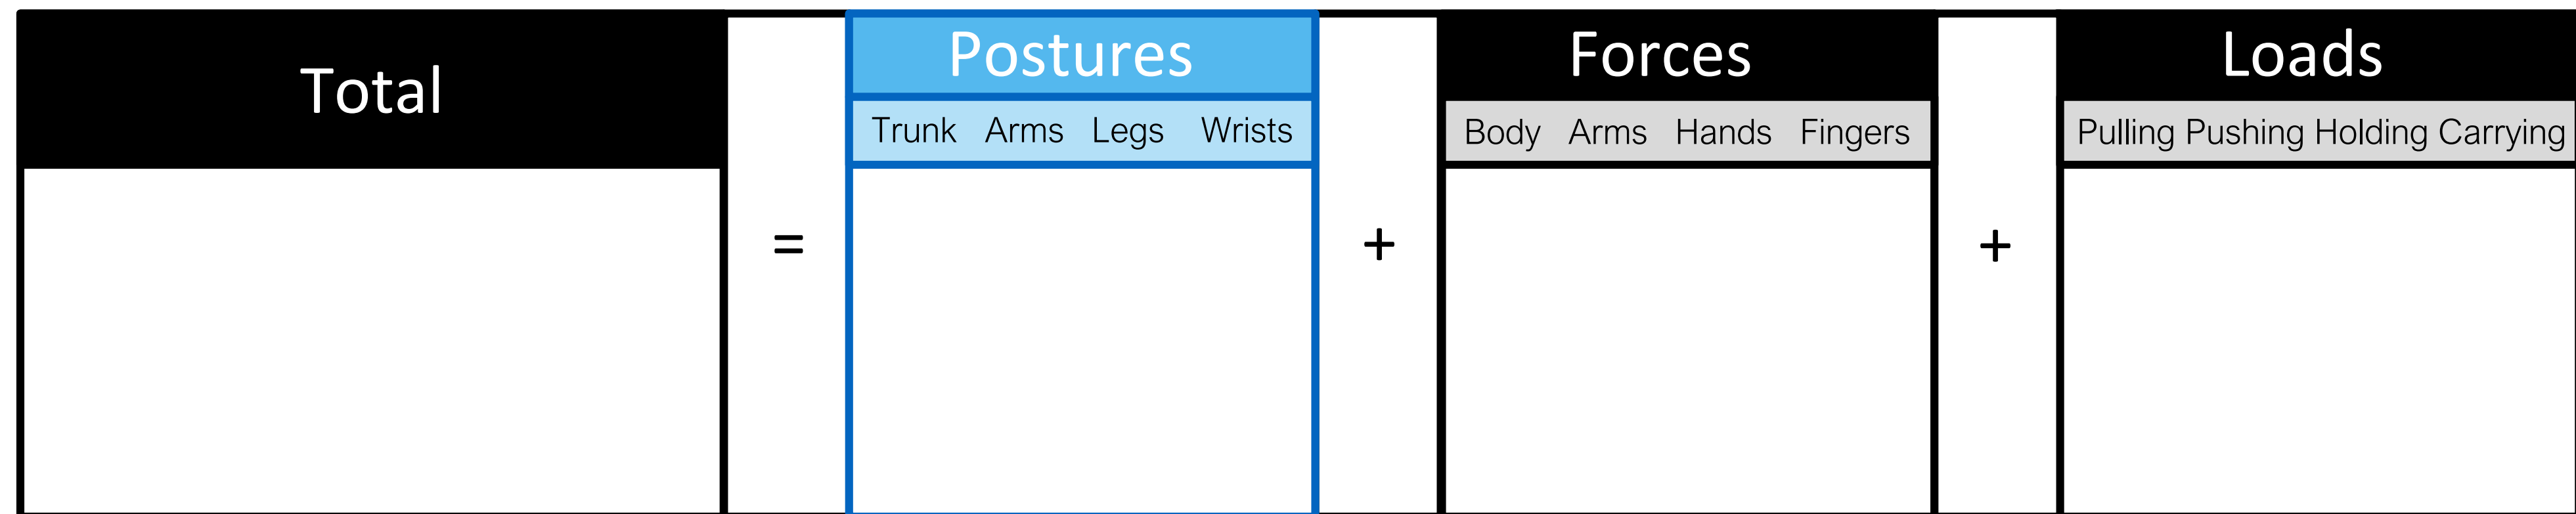 Total
Postures
Forces
Loads
Trunk Arms Legs Wrists
Body Arms Hands Fingers
Pulling Pushing Holding Carrying
=
+
+